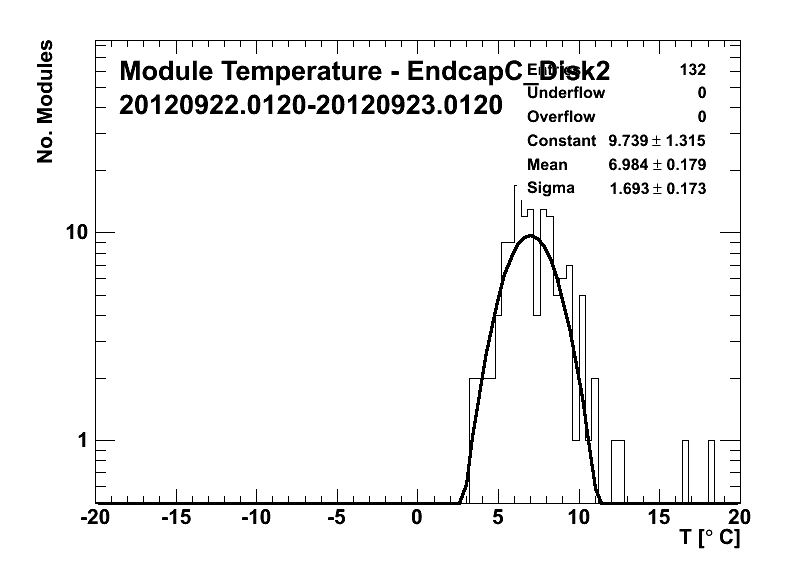 Module Temperature - EndcapC_Disk2
20120922.0120-20120923.0120
Entries 132
Underflow 0
Overflow 0
Constant 9.739 ± 1.315
Mean 6.984 ± 0.179
Sigma 1.693 ± 0.173
No. Modules
10
1
-20 -15 -10 -5 0 5 10 15 20
T [° C]